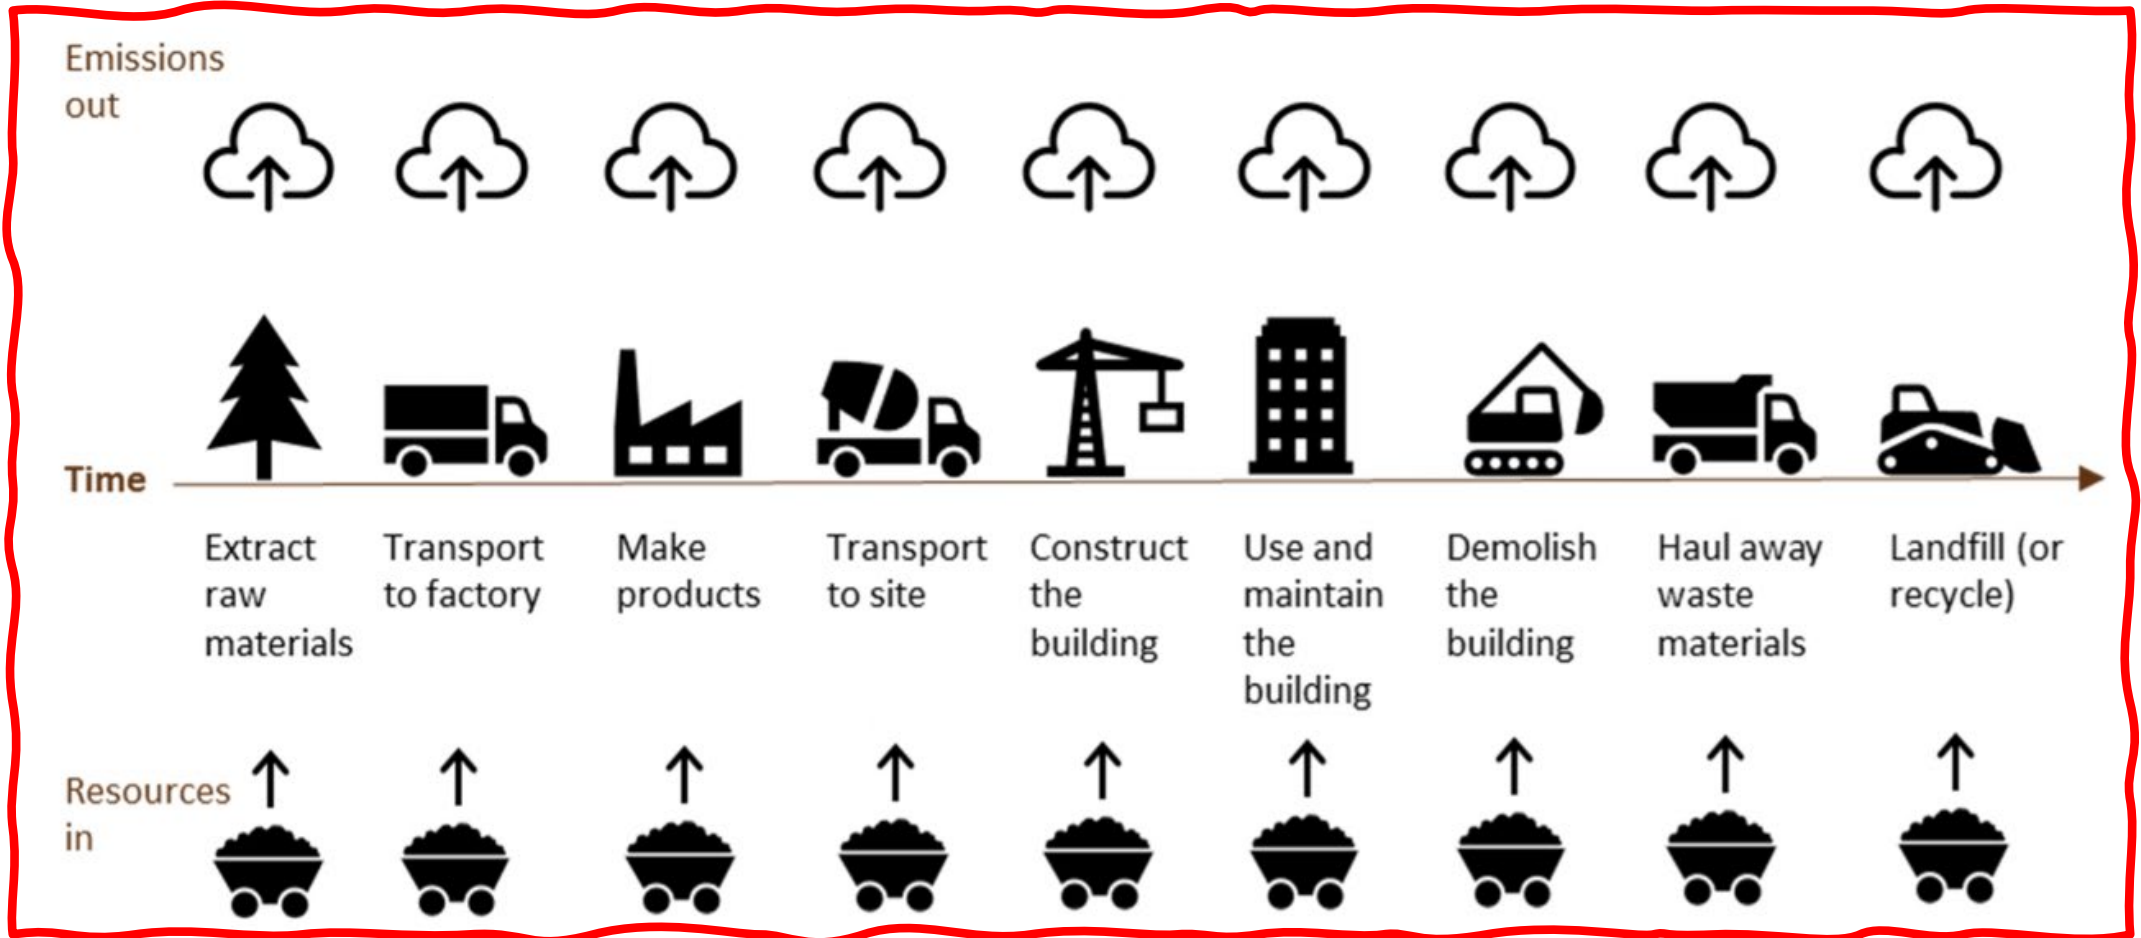 Emissions
out
Time
Extract
raw
materials
Transport
to factory
Make
products
Transport
to site
Construct
the
building
Use and
maintain
the
building
Demolish
the
building
Haul away
waste
materials
Landfill (or
recycle)
Resources
in